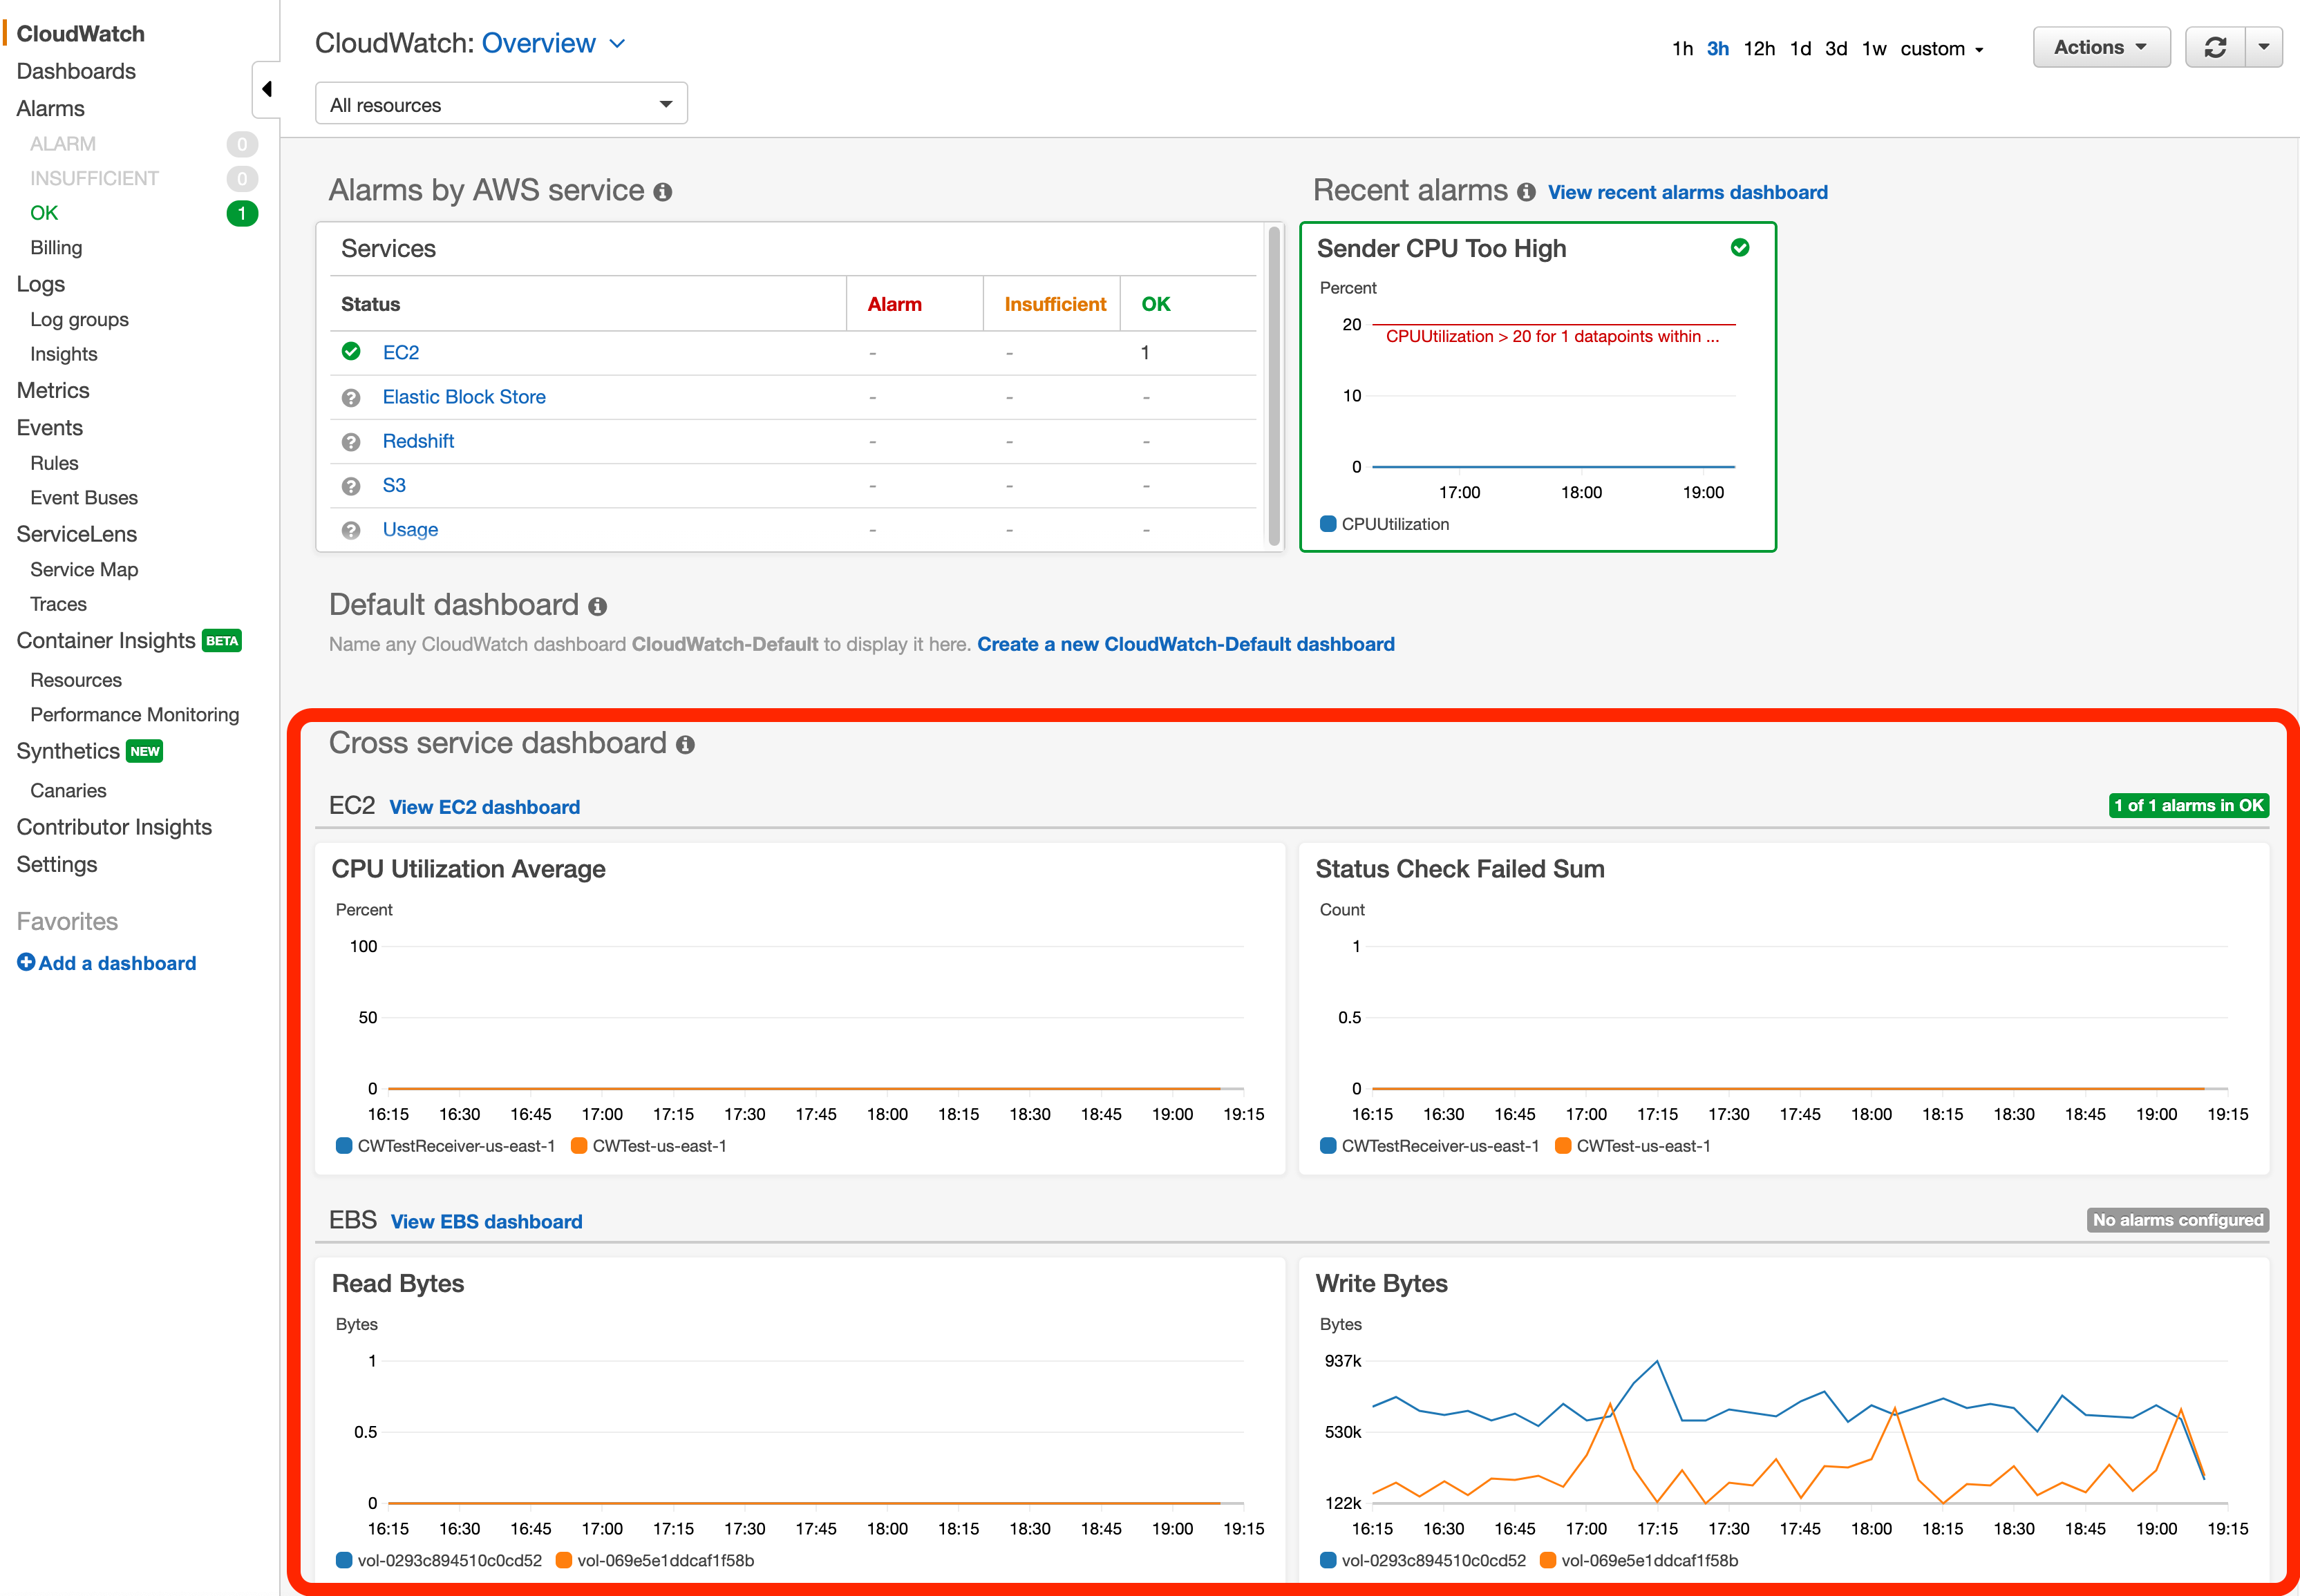 CloudWatch
Dashboards
Alarms
ALARM 0
INSUFFICIENT 0
OK 1
Billing
Logs
Log groups
Insights
Metrics
Events
Rules
Event Buses
ServiceLens
Service Map
Traces
Container Insights BETA
Resources
Performance Monitoring
Synthetics NEW
Canaries
Contributor Insights
Settings
Favorites
Add a dashboard
CloudWatch: Overview
1h 3h 12h 1d 3d 1w custom
Actions
All resources
Alarms by AWS service
Services
Status Alarm Insufficient OK
EC2 - - 1
Elastic Block Store - - -
Redshift - - -
S3 - - -
Usage - - -
Recent alarms View recent alarms dashboard
Sender CPU Too High
Percent
20
CPUUtilization > 20 for 1 datapoints within ...
10
0
17:00 18:00 19:00
CPUUtilization
Default dashboard
Name any CloudWatch dashboard CloudWatch-Default to display it here. Create a new CloudWatch-Default dashboard
Cross service dashboard
EC2 View EC2 dashboard
1 of 1 alarms in OK
CPU Utilization Average
Percent
100
50
0
16:15 16:30 16:45 17:00 17:15 17:30 17:45 18:00 18:15 18:30 18:45 19:00 19:15
CWTestReceiver-us-east-1 CWTest-us-east-1
Status Check Failed Sum
Count
1
0.5
0
16:15 16:30 16:45 17:00 17:15 17:30 17:45 18:00 18:15 18:30 18:45 19:00 19:15
CWTestReceiver-us-east-1 CWTest-us-east-1
EBS View EBS dashboard
No alarms configured
Read Bytes
Bytes
1
0.5
0
16:15 16:30 16:45 17:00 17:15 17:30 17:45 18:00 18:15 18:30 18:45 19:00 19:15
vol-0293c894510c0cd52 vol-069e5e1ddcaf1f58b
Write Bytes
Bytes
937k
530k
122k
16:15 16:30 16:45 17:00 17:15 17:30 17:45 18:00 18:15 18:30 18:45 19:00 19:15
vol-0293c894510c0cd52 vol-069e5e1ddcaf1f58b